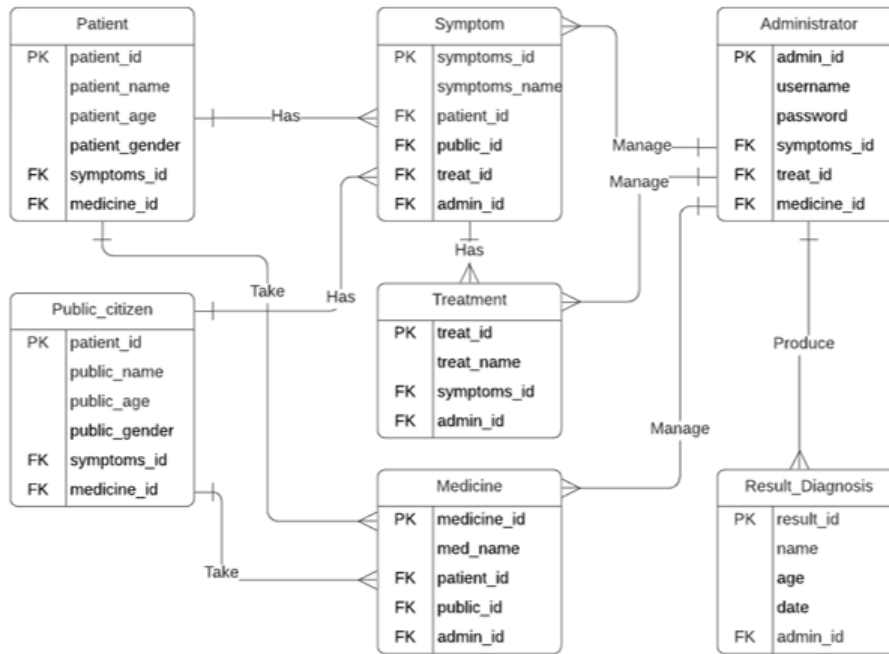 Patient
PK patient_id
patient_name
patient_age
patient_gender
FK symptoms_id
FK medicine_id
Has
Symptom
PK symptoms_id
symptoms_name
FK patient_id
FK public_id
FK treat_id
FK admin_id
Manage
Manage
Administrator
PK admin_id
username
password
FK symptoms_id
FK treat_id
FK medicine_id
Has
Take
Has
Public_citizen
PK patient_id
public_name
public_age
public_gender
FK symptoms_id
FK medicine_id
Treatment
PK treat_id
treat_name
FK symptoms_id
FK admin_id
Produce
Manage
Take
Medicine
PK medicine_id
med_name
FK patient_id
FK public_id
FK admin_id
Result_Diagnosis
PK result_id
name
age
date
FK admin_id